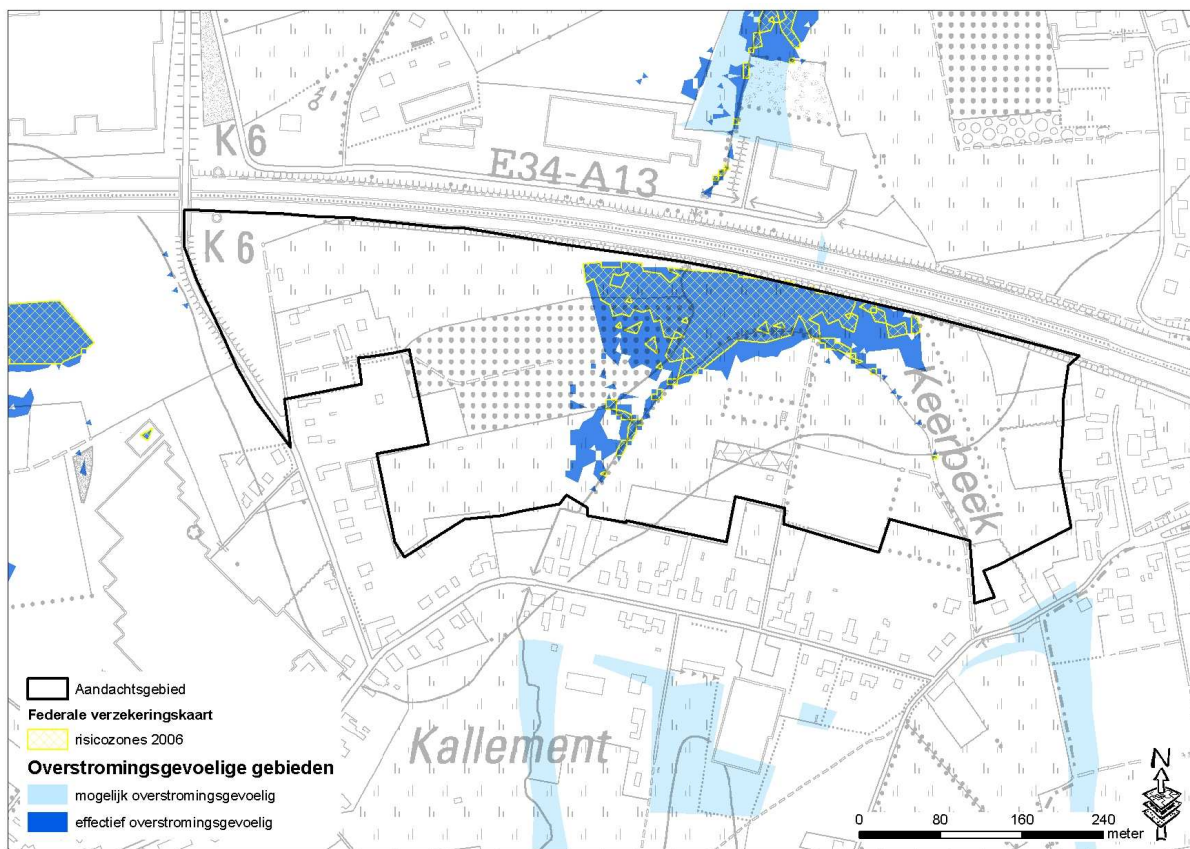 K 6
E34-A13
K 6
Keerbeek
Kallement
Aandachtsgebied
Federale verzekeringskaart
risicozones 2006
Overstromingsgevoelige gebieden
mogelijk overstromingsgevoelig
effectief overstromingsgevoelig
N
0 80 160 240
meter